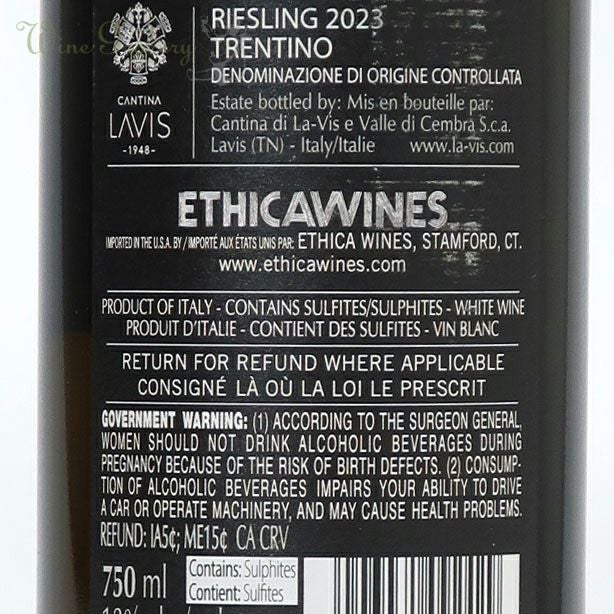 Wine Gallery
RIESLING 2023
TRENTINO
DENOMINAZIONE DI ORIGINE CONTROLLATA
CANTINA
LAVIS
-1948-
Estate bottled by: Mis en bouteille par:
Cantina di La-Vis e Valle di Cembra S.c.a.
Lavis (TN) - Italy/Italie www.la-vis.com
ETHICAWINES
IMPORTED IN THE U.S.A. BY / IMPORTÉ AUX ÉTATS UNIS PAR: ETHICA WINES, STAMFORD, CT.
www.ethicawines.com
PRODUCT OF ITALY - CONTAINS SULFITES/SULPHITES - WHITE WINE
PRODUIT D'ITALIE - CONTIENT DES SULFITES - VIN BLANC
RETURN FOR REFUND WHERE APPLICABLE
CONSIGNÉ LÀ OÙ LA LOI LE PRESCRIT
GOVERNMENT WARNING: (1) ACCORDING TO THE SURGEON GENERAL,
WOMEN SHOULD NOT DRINK ALCOHOLIC BEVERAGES DURING
PREGNANCY BECAUSE OF THE RISK OF BIRTH DEFECTS. (2) CONSUMP-
TION OF ALCOHOLIC BEVERAGES IMPAIRS YOUR ABILITY TO DRIVE
A CAR OR OPERATE MACHINERY, AND MAY CAUSE HEALTH PROBLEMS.
REFUND: IA5¢; ME15¢ CA CRV
750 ml
Contains: Sulphites
Contient: Sulfites